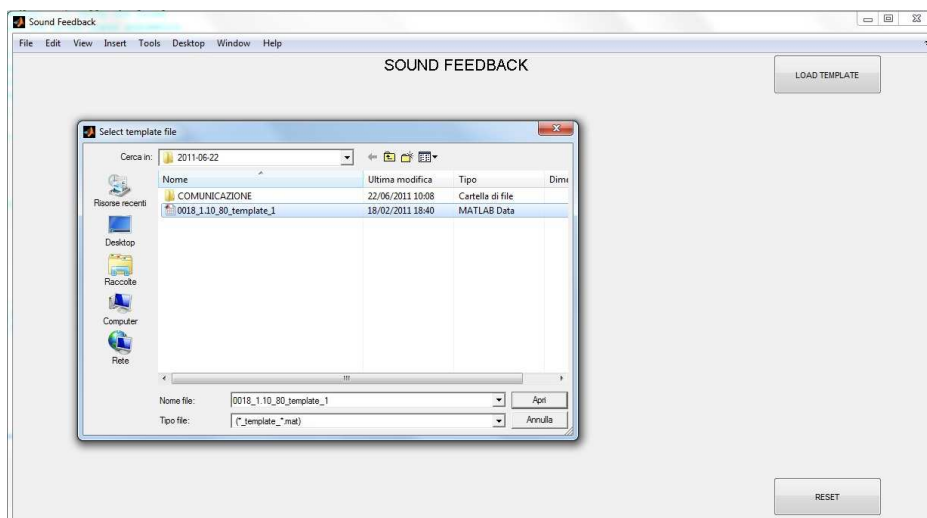 Sound Feedback
File Edit View Insert Tools Desktop Window Help
SOUND FEEDBACK
LOAD TEMPLATE
Select template file
Cerca in: 2011-06-22
Nome Ultima modifica Tipo Dime
COMUNICAZIONE 22/06/2011 10:08 Cartella di file
0018_1.10_80_template_1 18/02/2011 18:40 MATLAB Data
Risorse recenti
Desktop
Raccolte
Computer
Rete
Nome file: 0018_1.10_80_template_1 Apri
Tipo file: (*_template_*.mat) Annulla
RESET